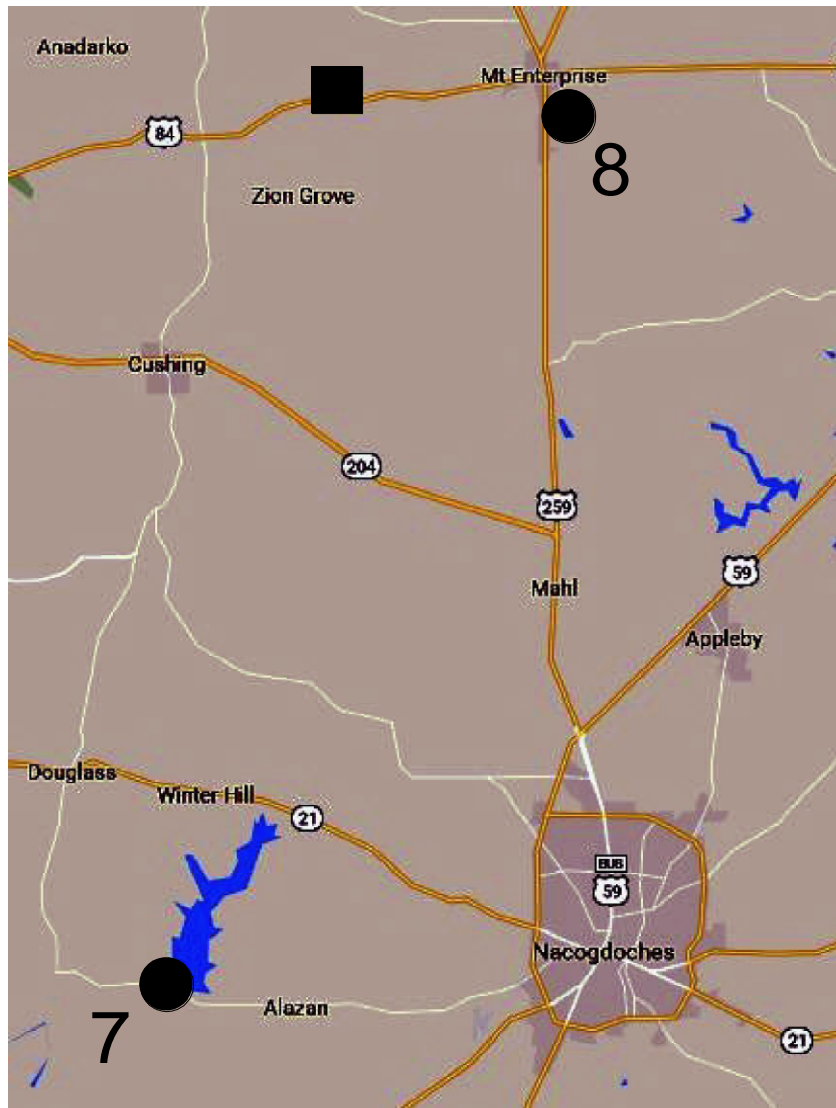 Anadarko
Mt Enterprise
84
8
Zion Grove
Cushing
204
259
59
Mahl
Appleby
Douglass
Winter Hill
21
BUS
59
Nacogdoches
Alazan
7
21